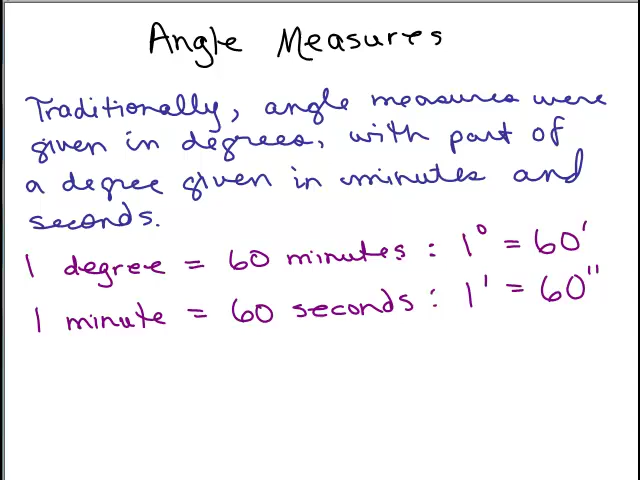 Angle Measures
Traditionally, angle measures were
given in degrees, with part of
a degree given in minutes and
seconds.
1 degree = 60 minutes : 1° = 60'
1 minute = 60 seconds : 1' = 60"